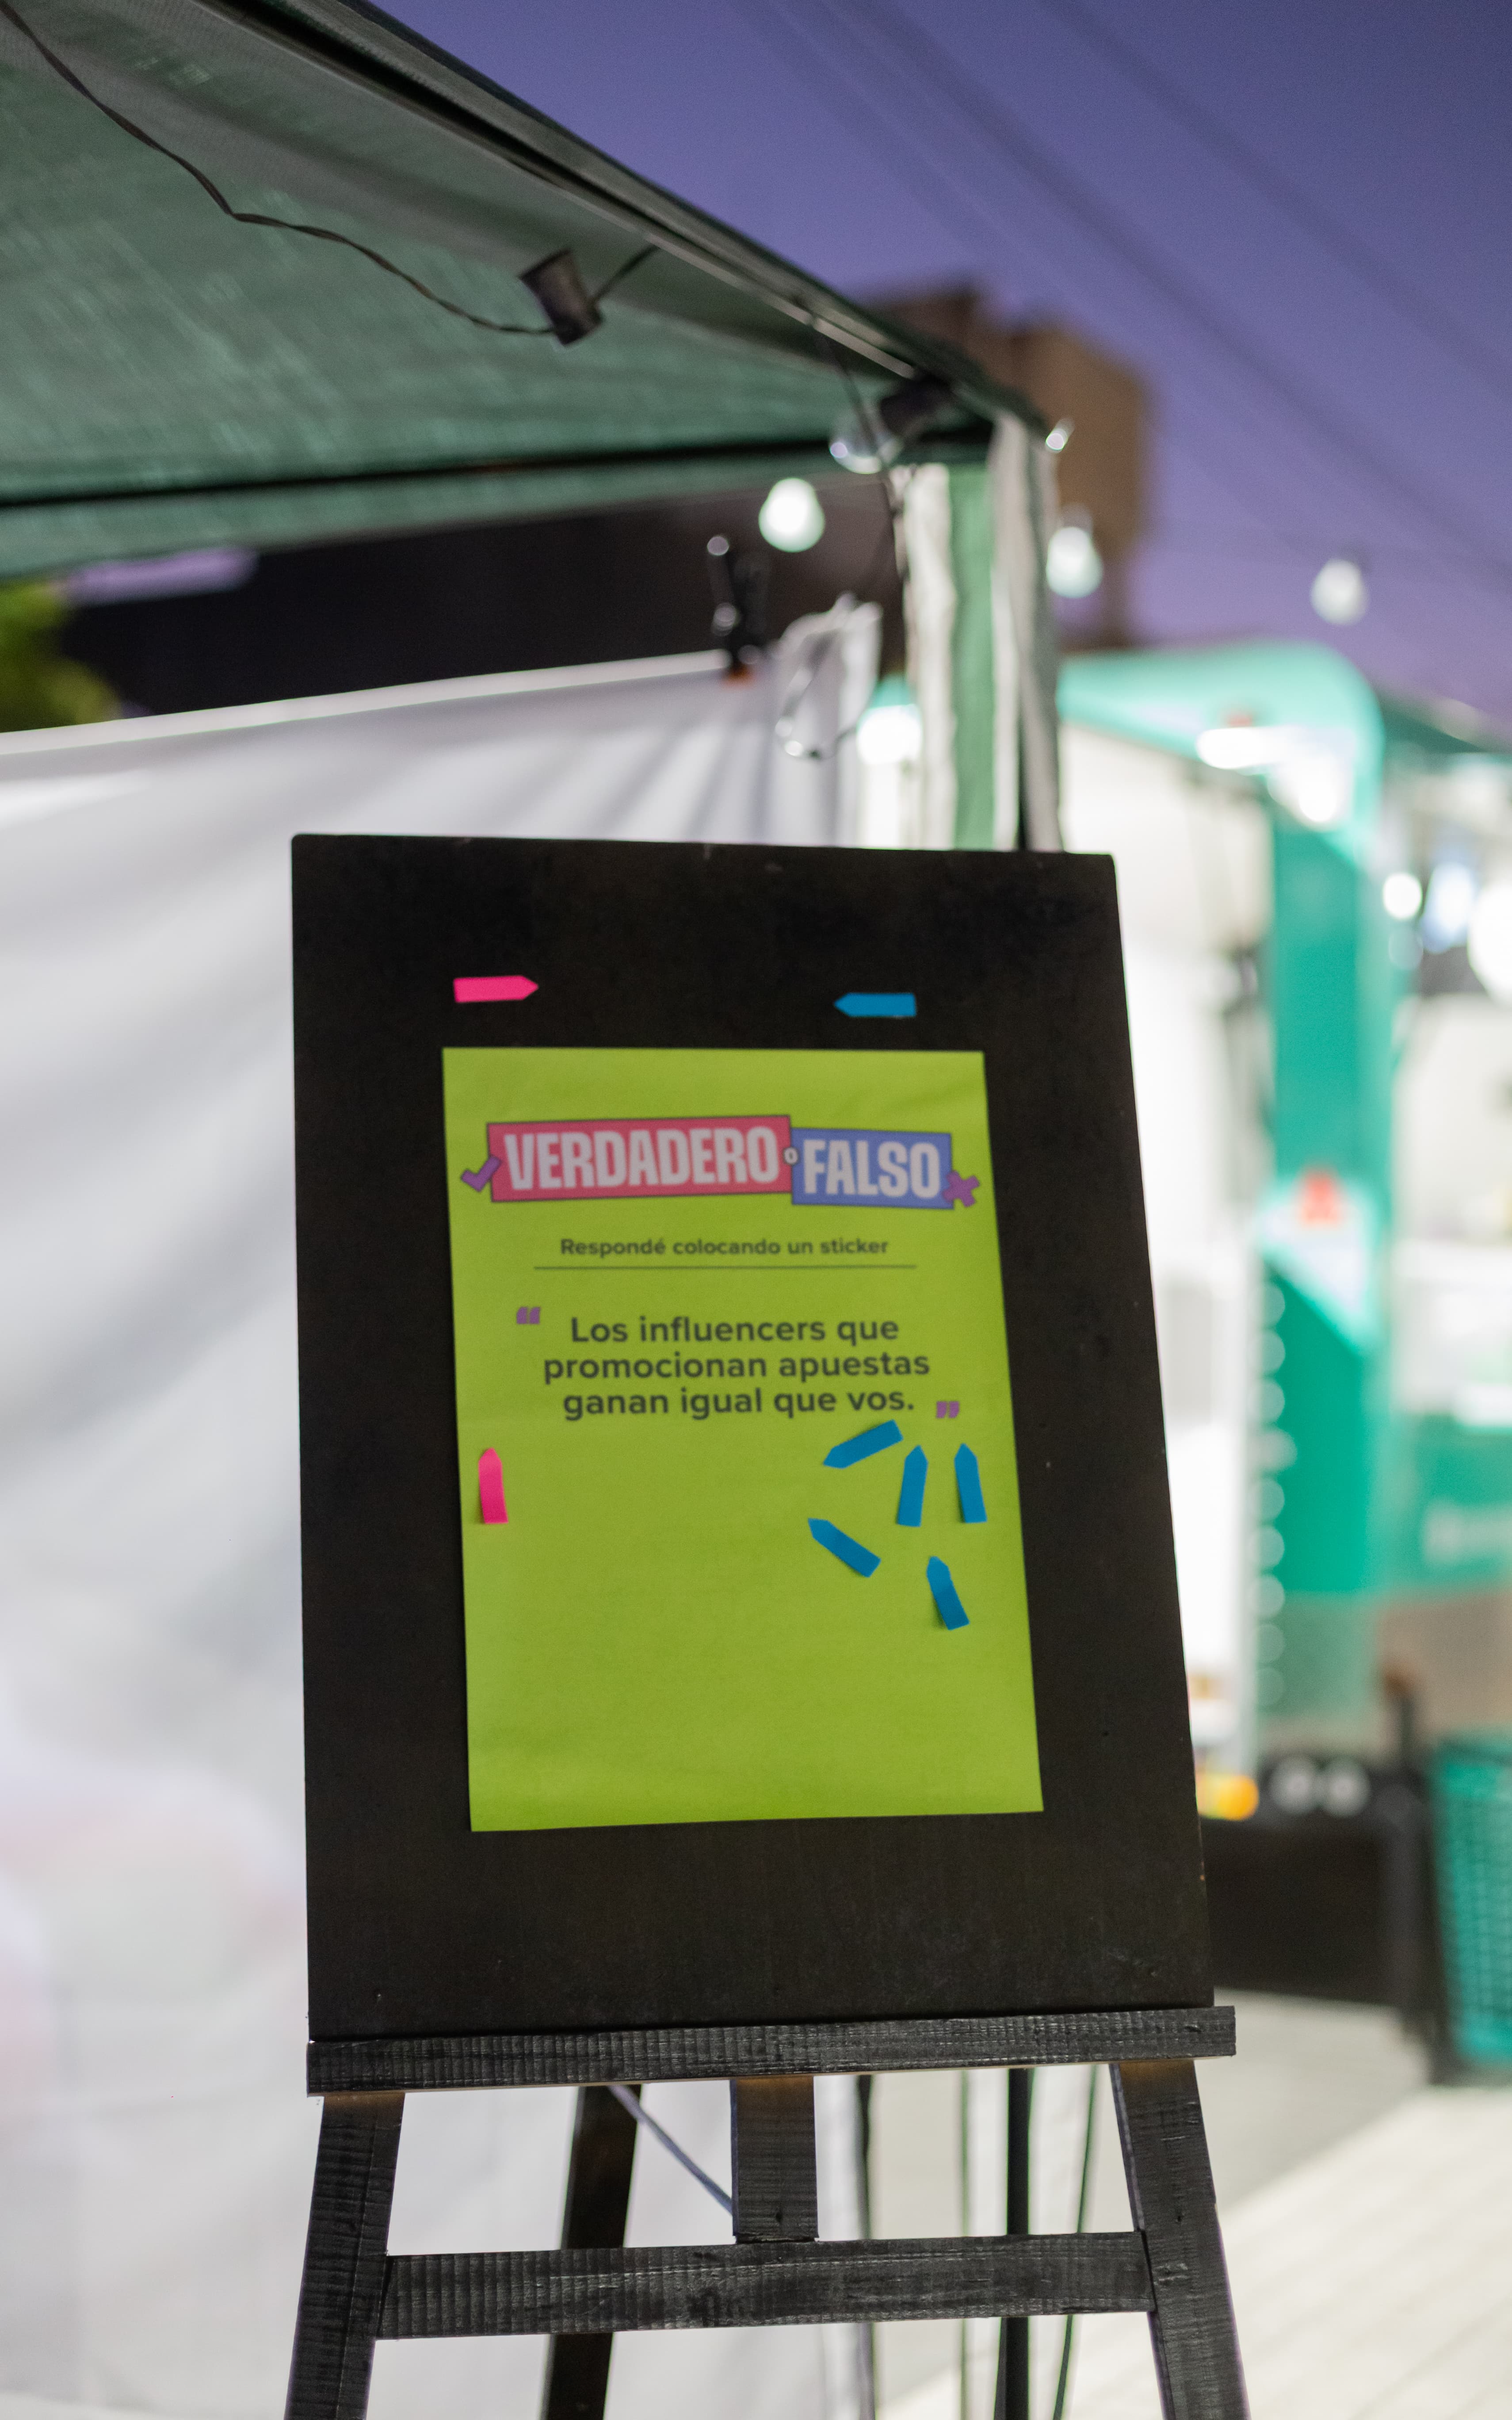 VERDADERO o FALSO
Respondé colocando un sticker
“ Los influencers que
promocionan apuestas
ganan igual que vos. ”